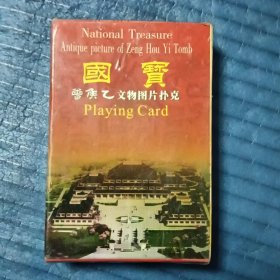 National Treasure
Antique picture of Zeng Hou Yi Tomb
國寶
曾侯乙文物图片扑克
Playing Card